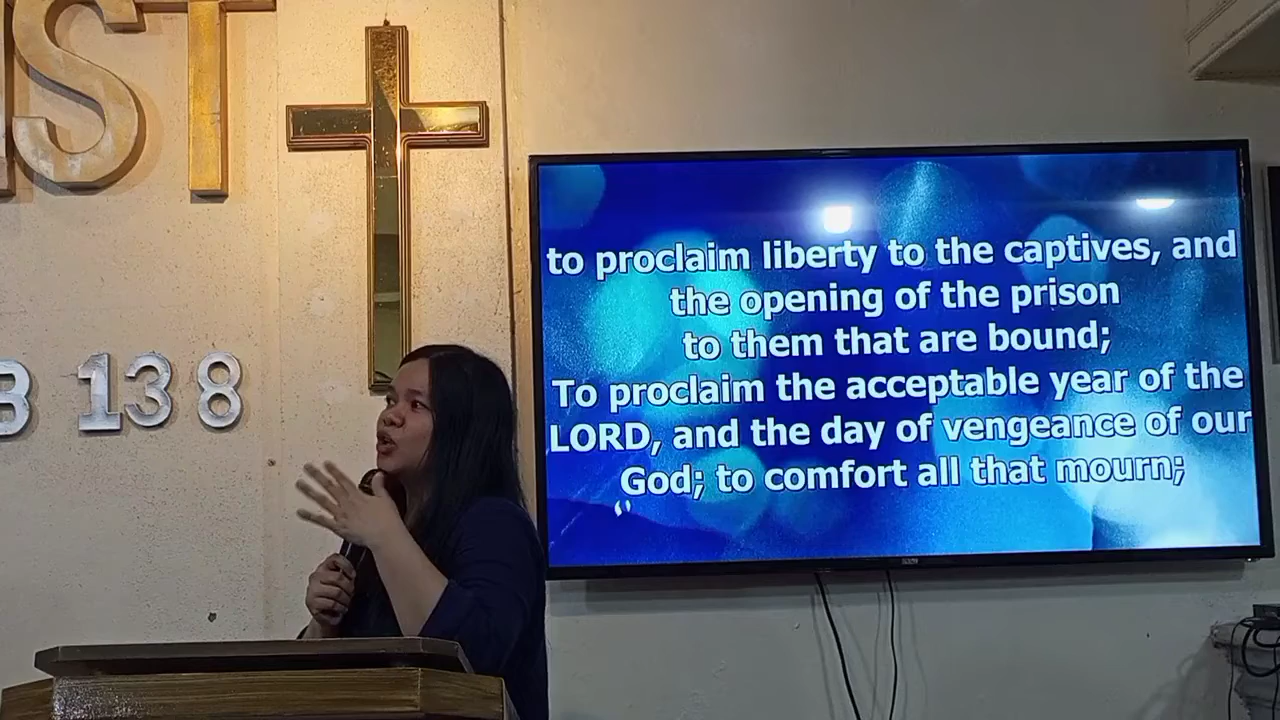 IST
B 138
to proclaim liberty to the captives, and
the opening of the prison
to them that are bound;
To proclaim the acceptable year of the
LORD, and the day of vengeance of our
God; to comfort all that mourn;
“